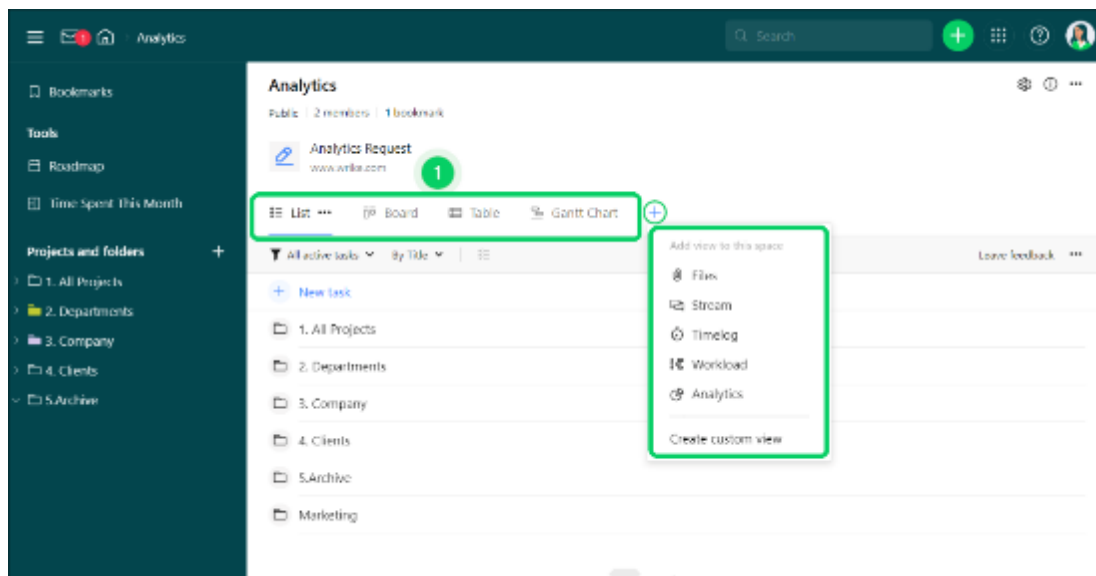 Analytics
Search
Bookmarks
Tools
Roadmap
Time Spent This Month
Projects and folders +
1. All Projects
2. Departments
3. Company
4. Clients
5.Archive
Analytics
Public | 2 members | 1 bookmark
Analytics Request
www.wrike.com
1
List Board Table Gantt Chart
All active tasks By Title
Leave feedback
+ New task
1. All Projects
2. Departments
3. Company
4. Clients
5.Archive
Marketing
Add view to this space
Files
Stream
Timelog
Workload
Analytics
Create custom view